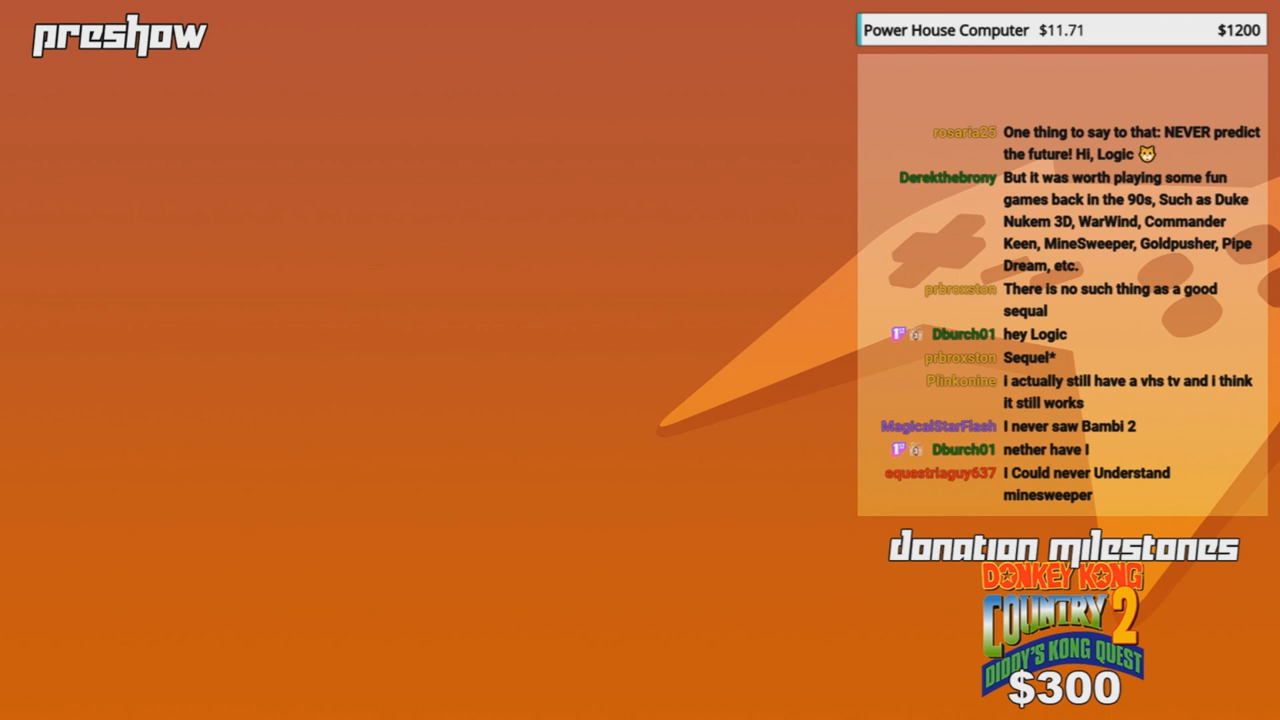 preshow
Power House Computer $11.71 $1200
rosaria25 One thing to say to that: NEVER predict
the future! Hi, Logic
Derekthebrony But it was worth playing some fun
games back in the 90s, Such as Duke
Nukem 3D, WarWind, Commander
Keen, MineSweeper, Goldpusher, Pipe
Dream, etc.
prbroxston There is no such thing as a good
sequal
Dburch01 hey Logic
prbroxston Sequel*
Plinkonine I actually still have a vhs tv and i think
it still works
MagicalStarFlash I never saw Bambi 2
Dburch01 nether have I
equestriaguy637 I Could never Understand
minesweeper
donation milestones
DONKEY KONG
COUNTRY 2
DIDDY'S KONG QUEST
$300